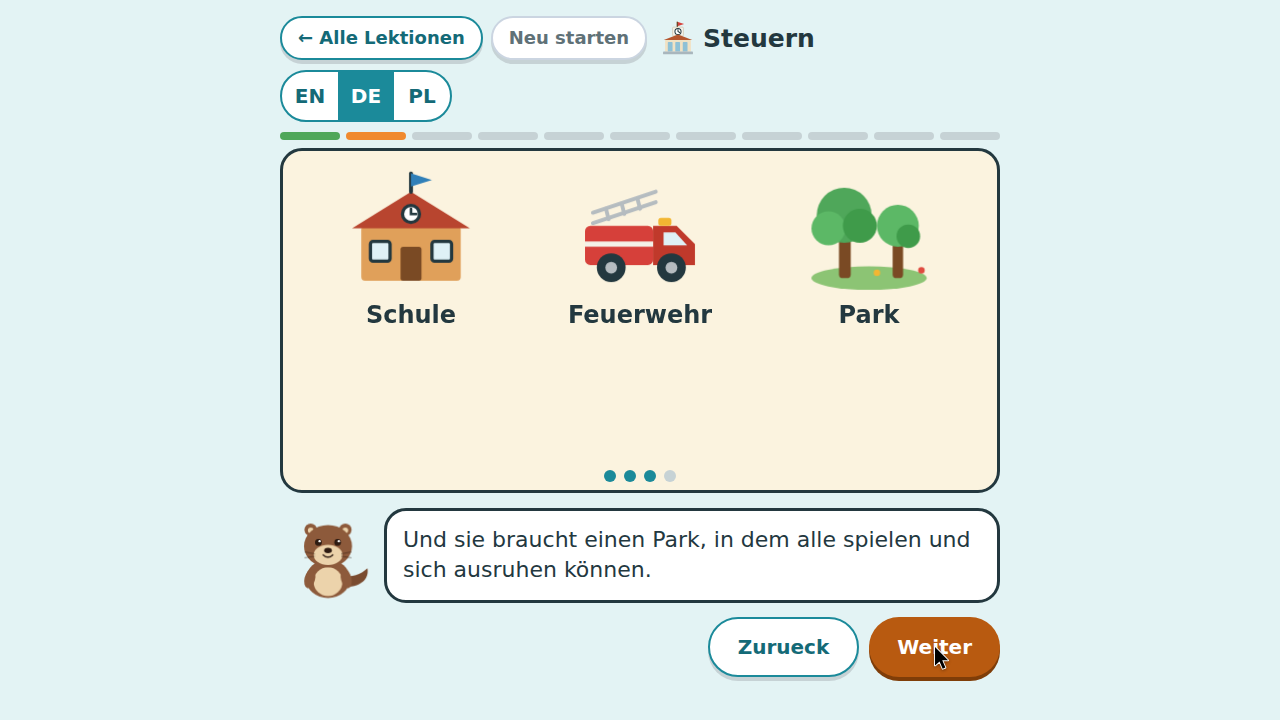 ← Alle Lektionen
Neu starten
Steuern
EN DE PL
Schule
Feuerwehr
Park
Und sie braucht einen Park, in dem alle spielen und
sich ausruhen können.
Zurueck
Weiter